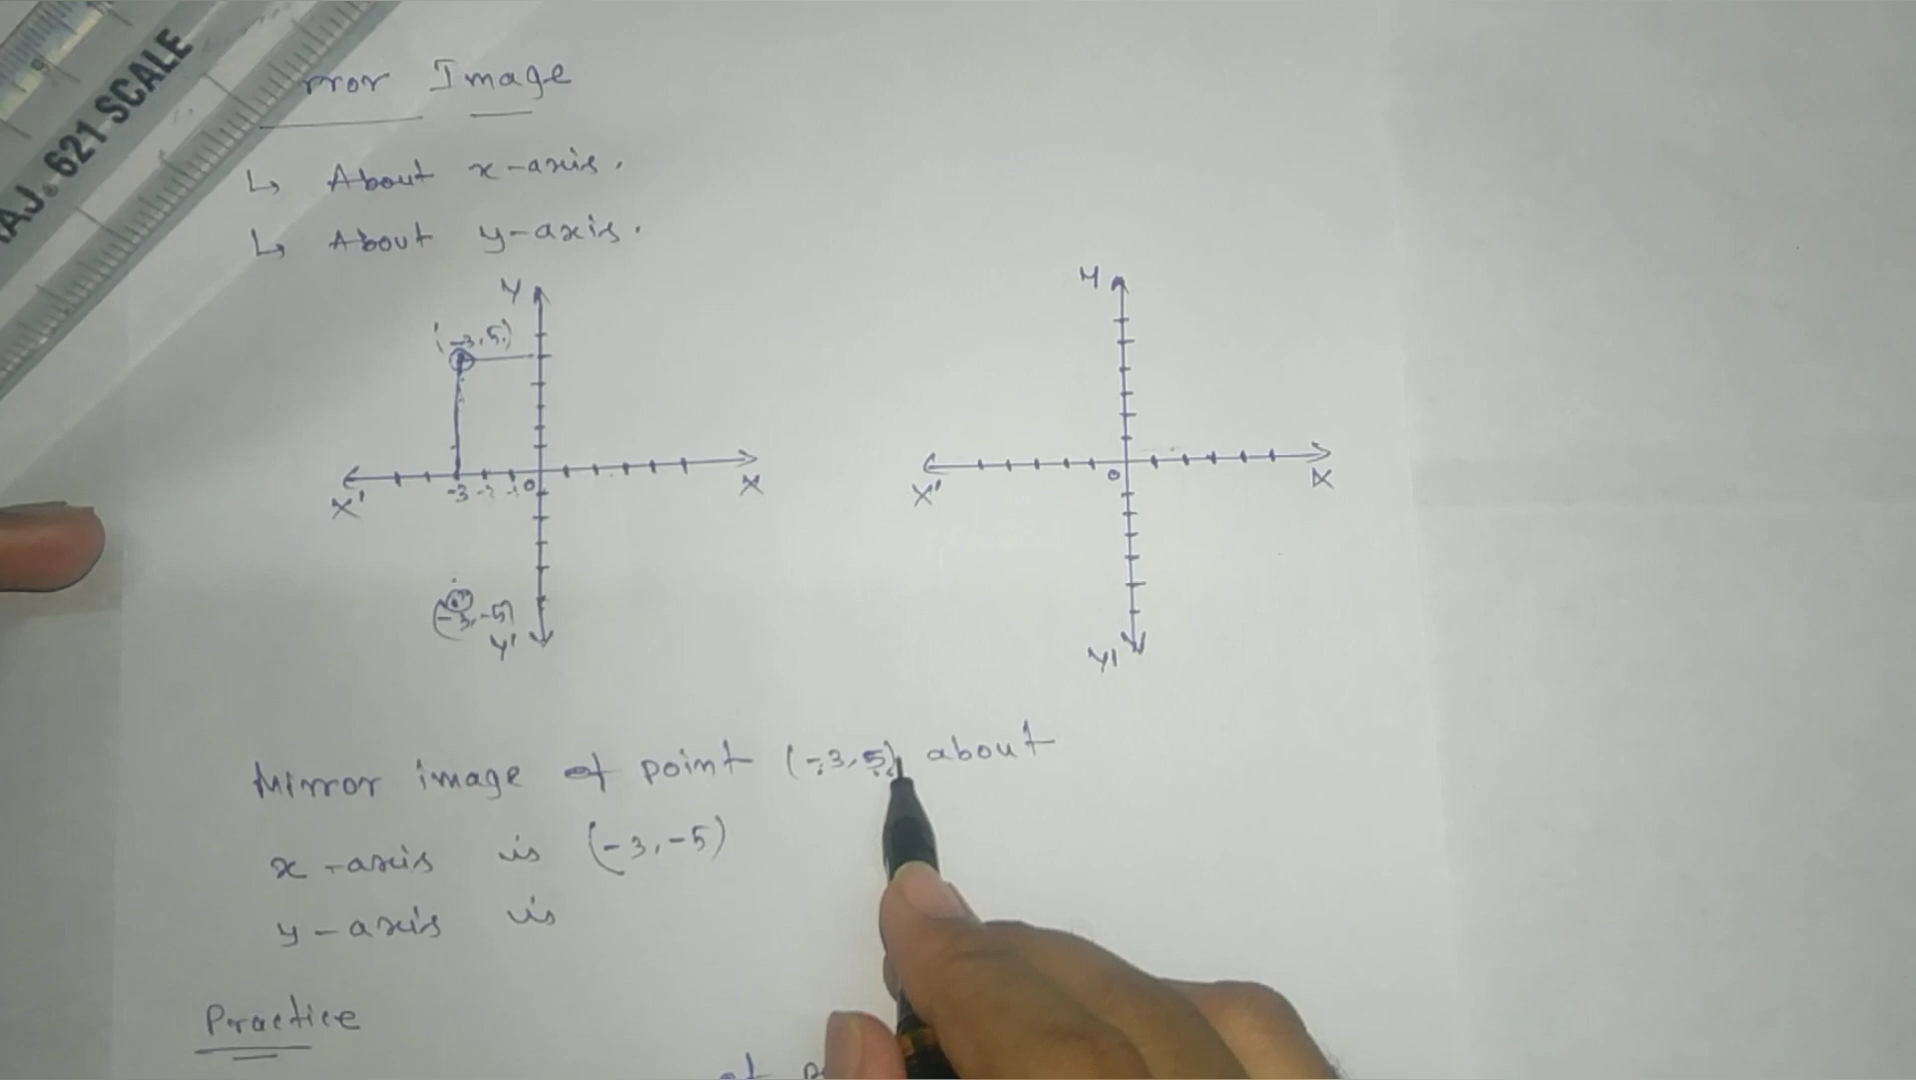 rror Image
↳ About x-axis.
↳ About y-axis.
Y
(-3,5)
X'
-3 -2 -1 0
X
(-3,-5)
Y'
Y
X'
0
X
Y'
Mirror image of point (-3,5) about
x-axis is (-3,-5)
y-axis is
Practice
of
AJ. 621 SCALE